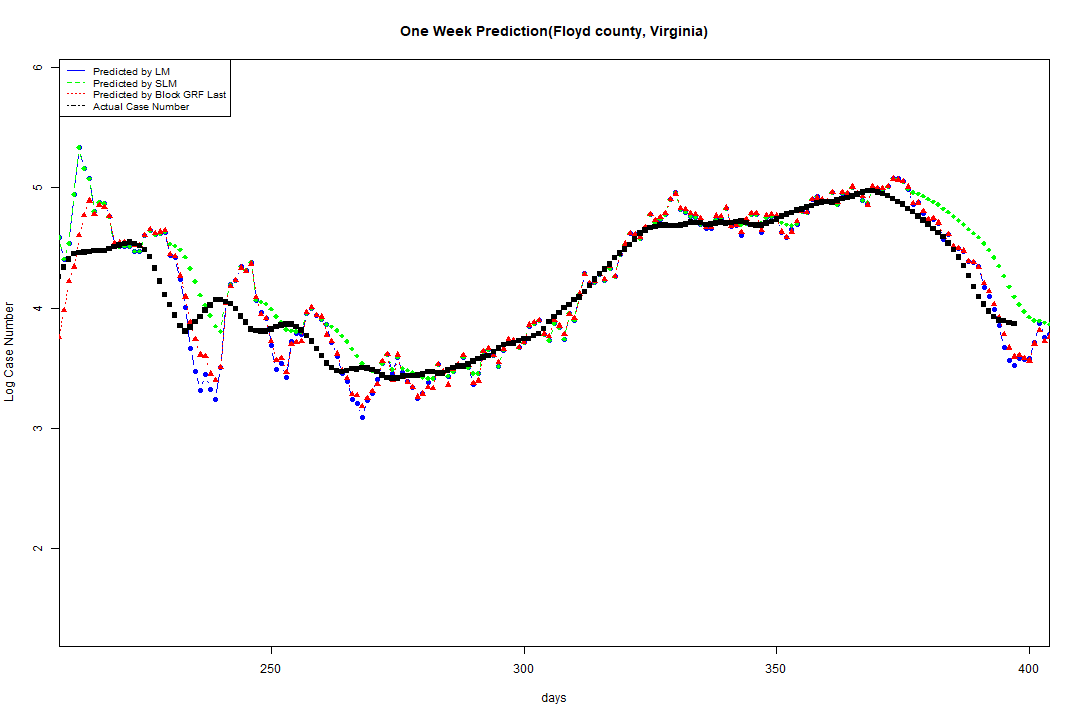 One Week Prediction(Floyd county, Virginia)
Predicted by LM
Predicted by SLM
Predicted by Block GRF Last
Actual Case Number
6
5
4
3
2
Log Case Number
250
300
350
400
days